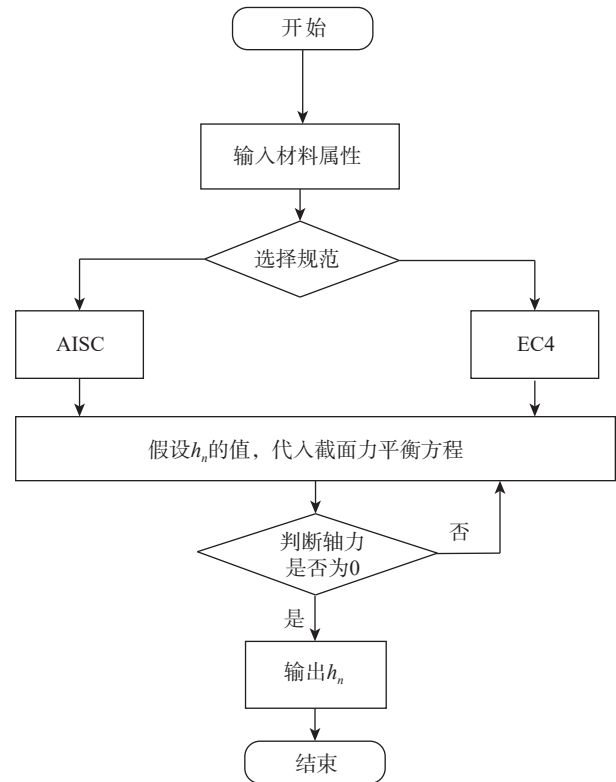 开始
输入材料属性
选择规范
AISC
EC4
假设hₙ的值，代入截面力平衡方程
判断轴力
是否为0
否
是
输出hₙ
结束